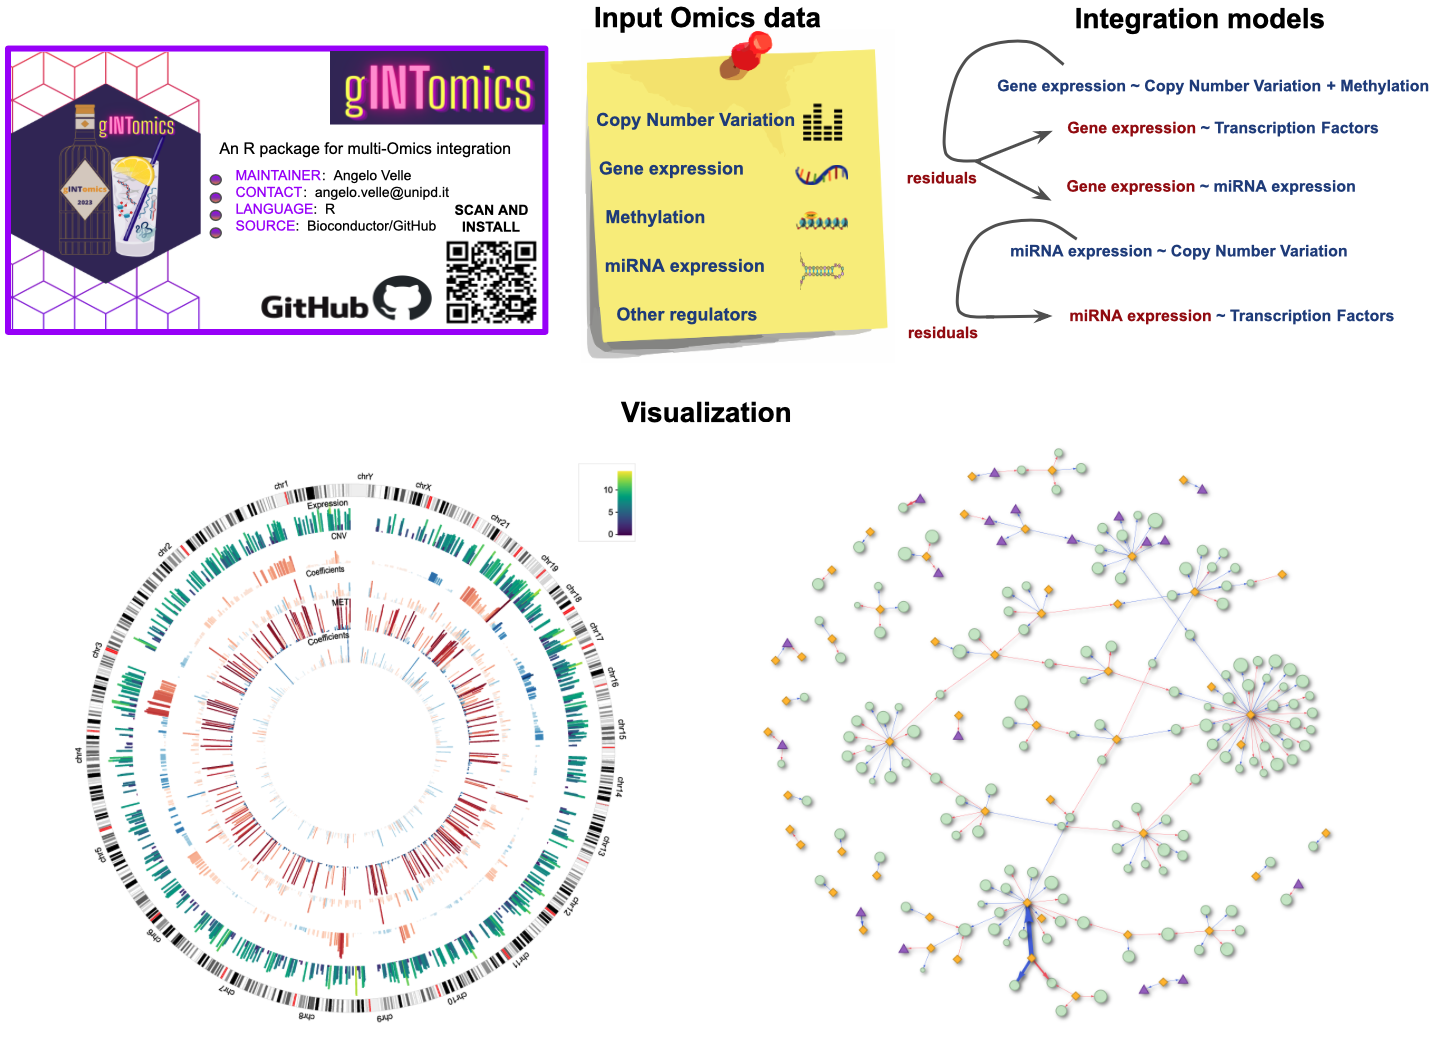 gINTomics
gINTomics
gINTomics
2023
An R package for multi-Omics integration
MAINTAINER: Angelo Velle
CONTACT: angelo.velle@unipd.it
LANGUAGE: R
SOURCE: Bioconductor/GitHub
SCAN AND
INSTALL
GitHub
Input Omics data
Copy Number Variation
Gene expression
Methylation
miRNA expression
Other regulators
Integration models
Gene expression ~ Copy Number Variation + Methylation
Gene expression ~ Transcription Factors
residuals
Gene expression ~ miRNA expression
miRNA expression ~ Copy Number Variation
miRNA expression ~ Transcription Factors
residuals
Visualization
chrY
chrX
chr21
chr19
chr18
chr17
chr16
chr15
chr14
chr13
chr12
chr11
chr10
chr9
chr8
chr7
chr6
chr5
chr4
chr3
chr2
chr1
Expression
CNV
Coefficients
MET
Coefficients
10
5
0